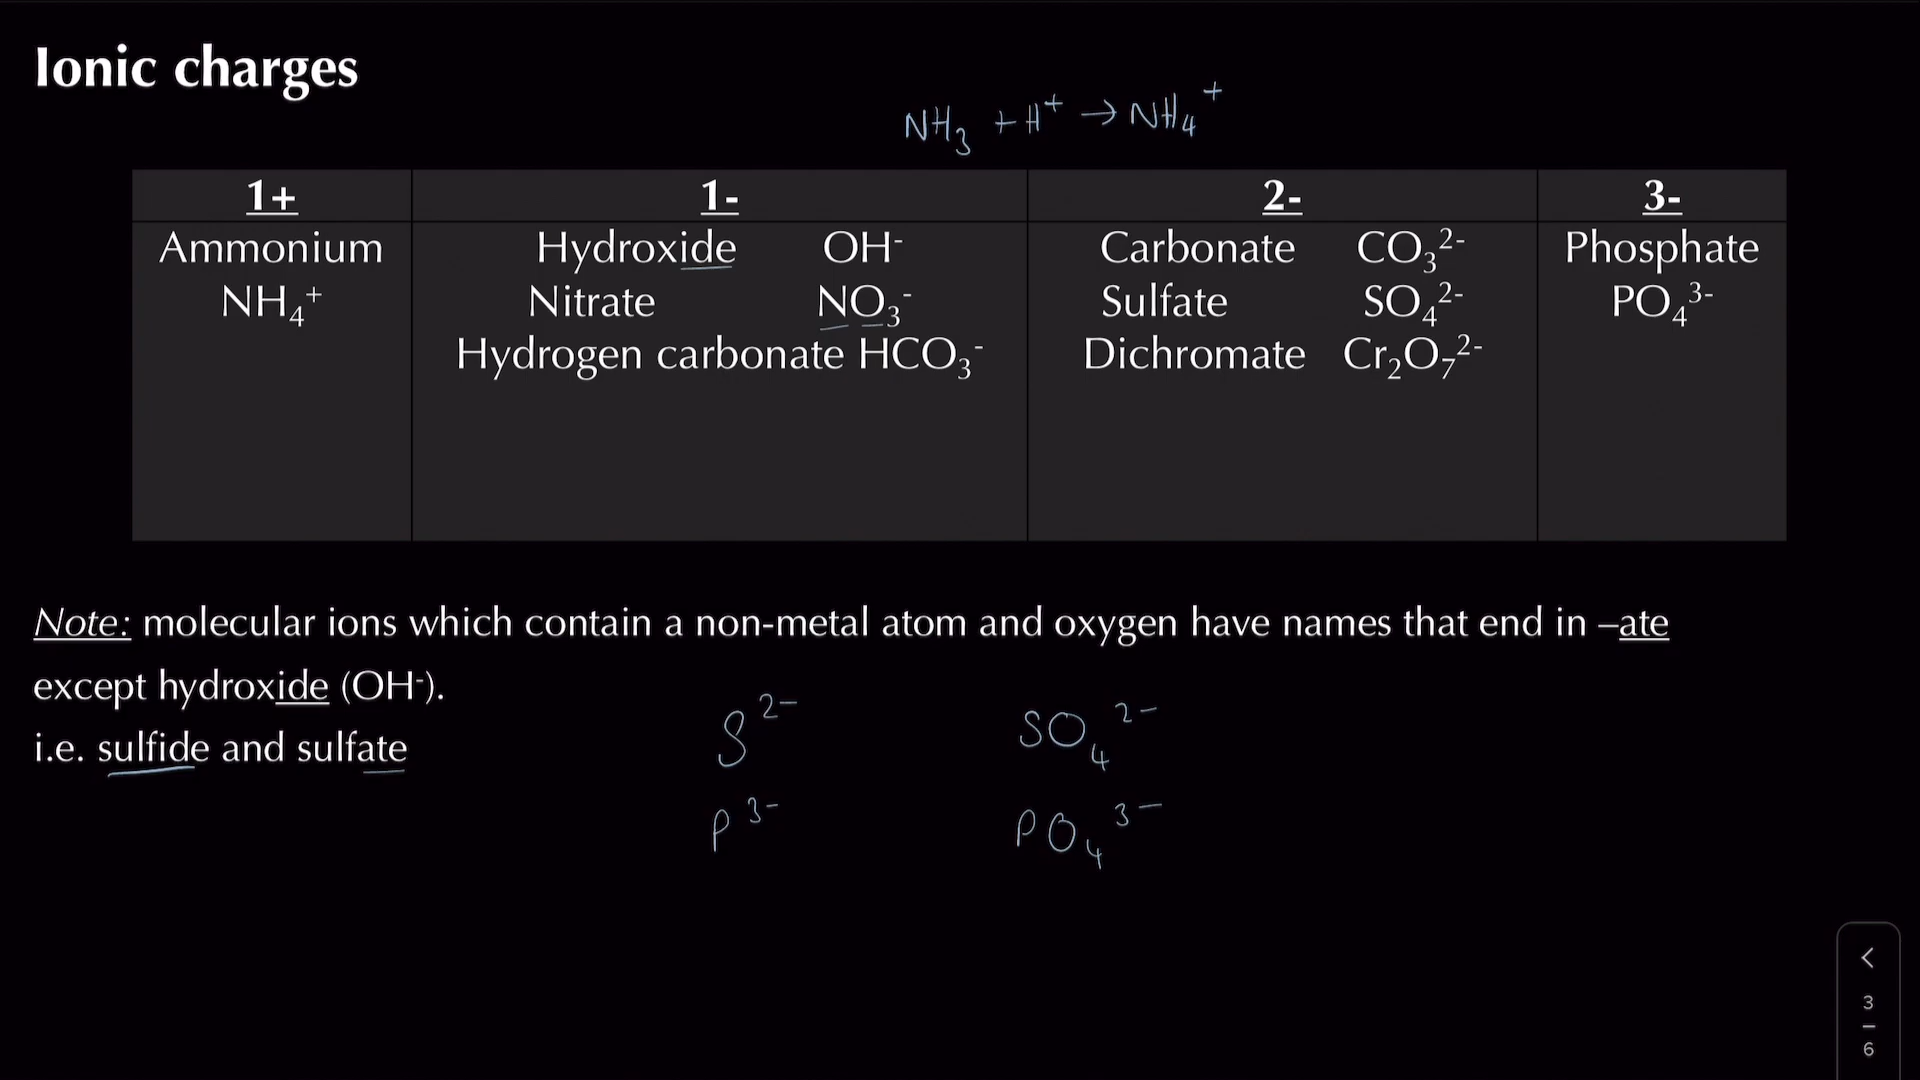 Ionic charges
NH₃ + H⁺ → NH₄⁺
1+ 1- 2- 3-
Ammonium Hydroxide OH⁻ Carbonate CO₃²⁻ Phosphate
NH₄⁺ Nitrate NO₃⁻ Sulfate SO₄²⁻ PO₄³⁻
Hydrogen carbonate HCO₃⁻ Dichromate Cr₂O₇²⁻
Note: molecular ions which contain a non-metal atom and oxygen have names that end in –ate
except hydroxide (OH⁻).
i.e. sulfide and sulfate
S²⁻ SO₄²⁻
P³⁻ PO₄³⁻
3
6